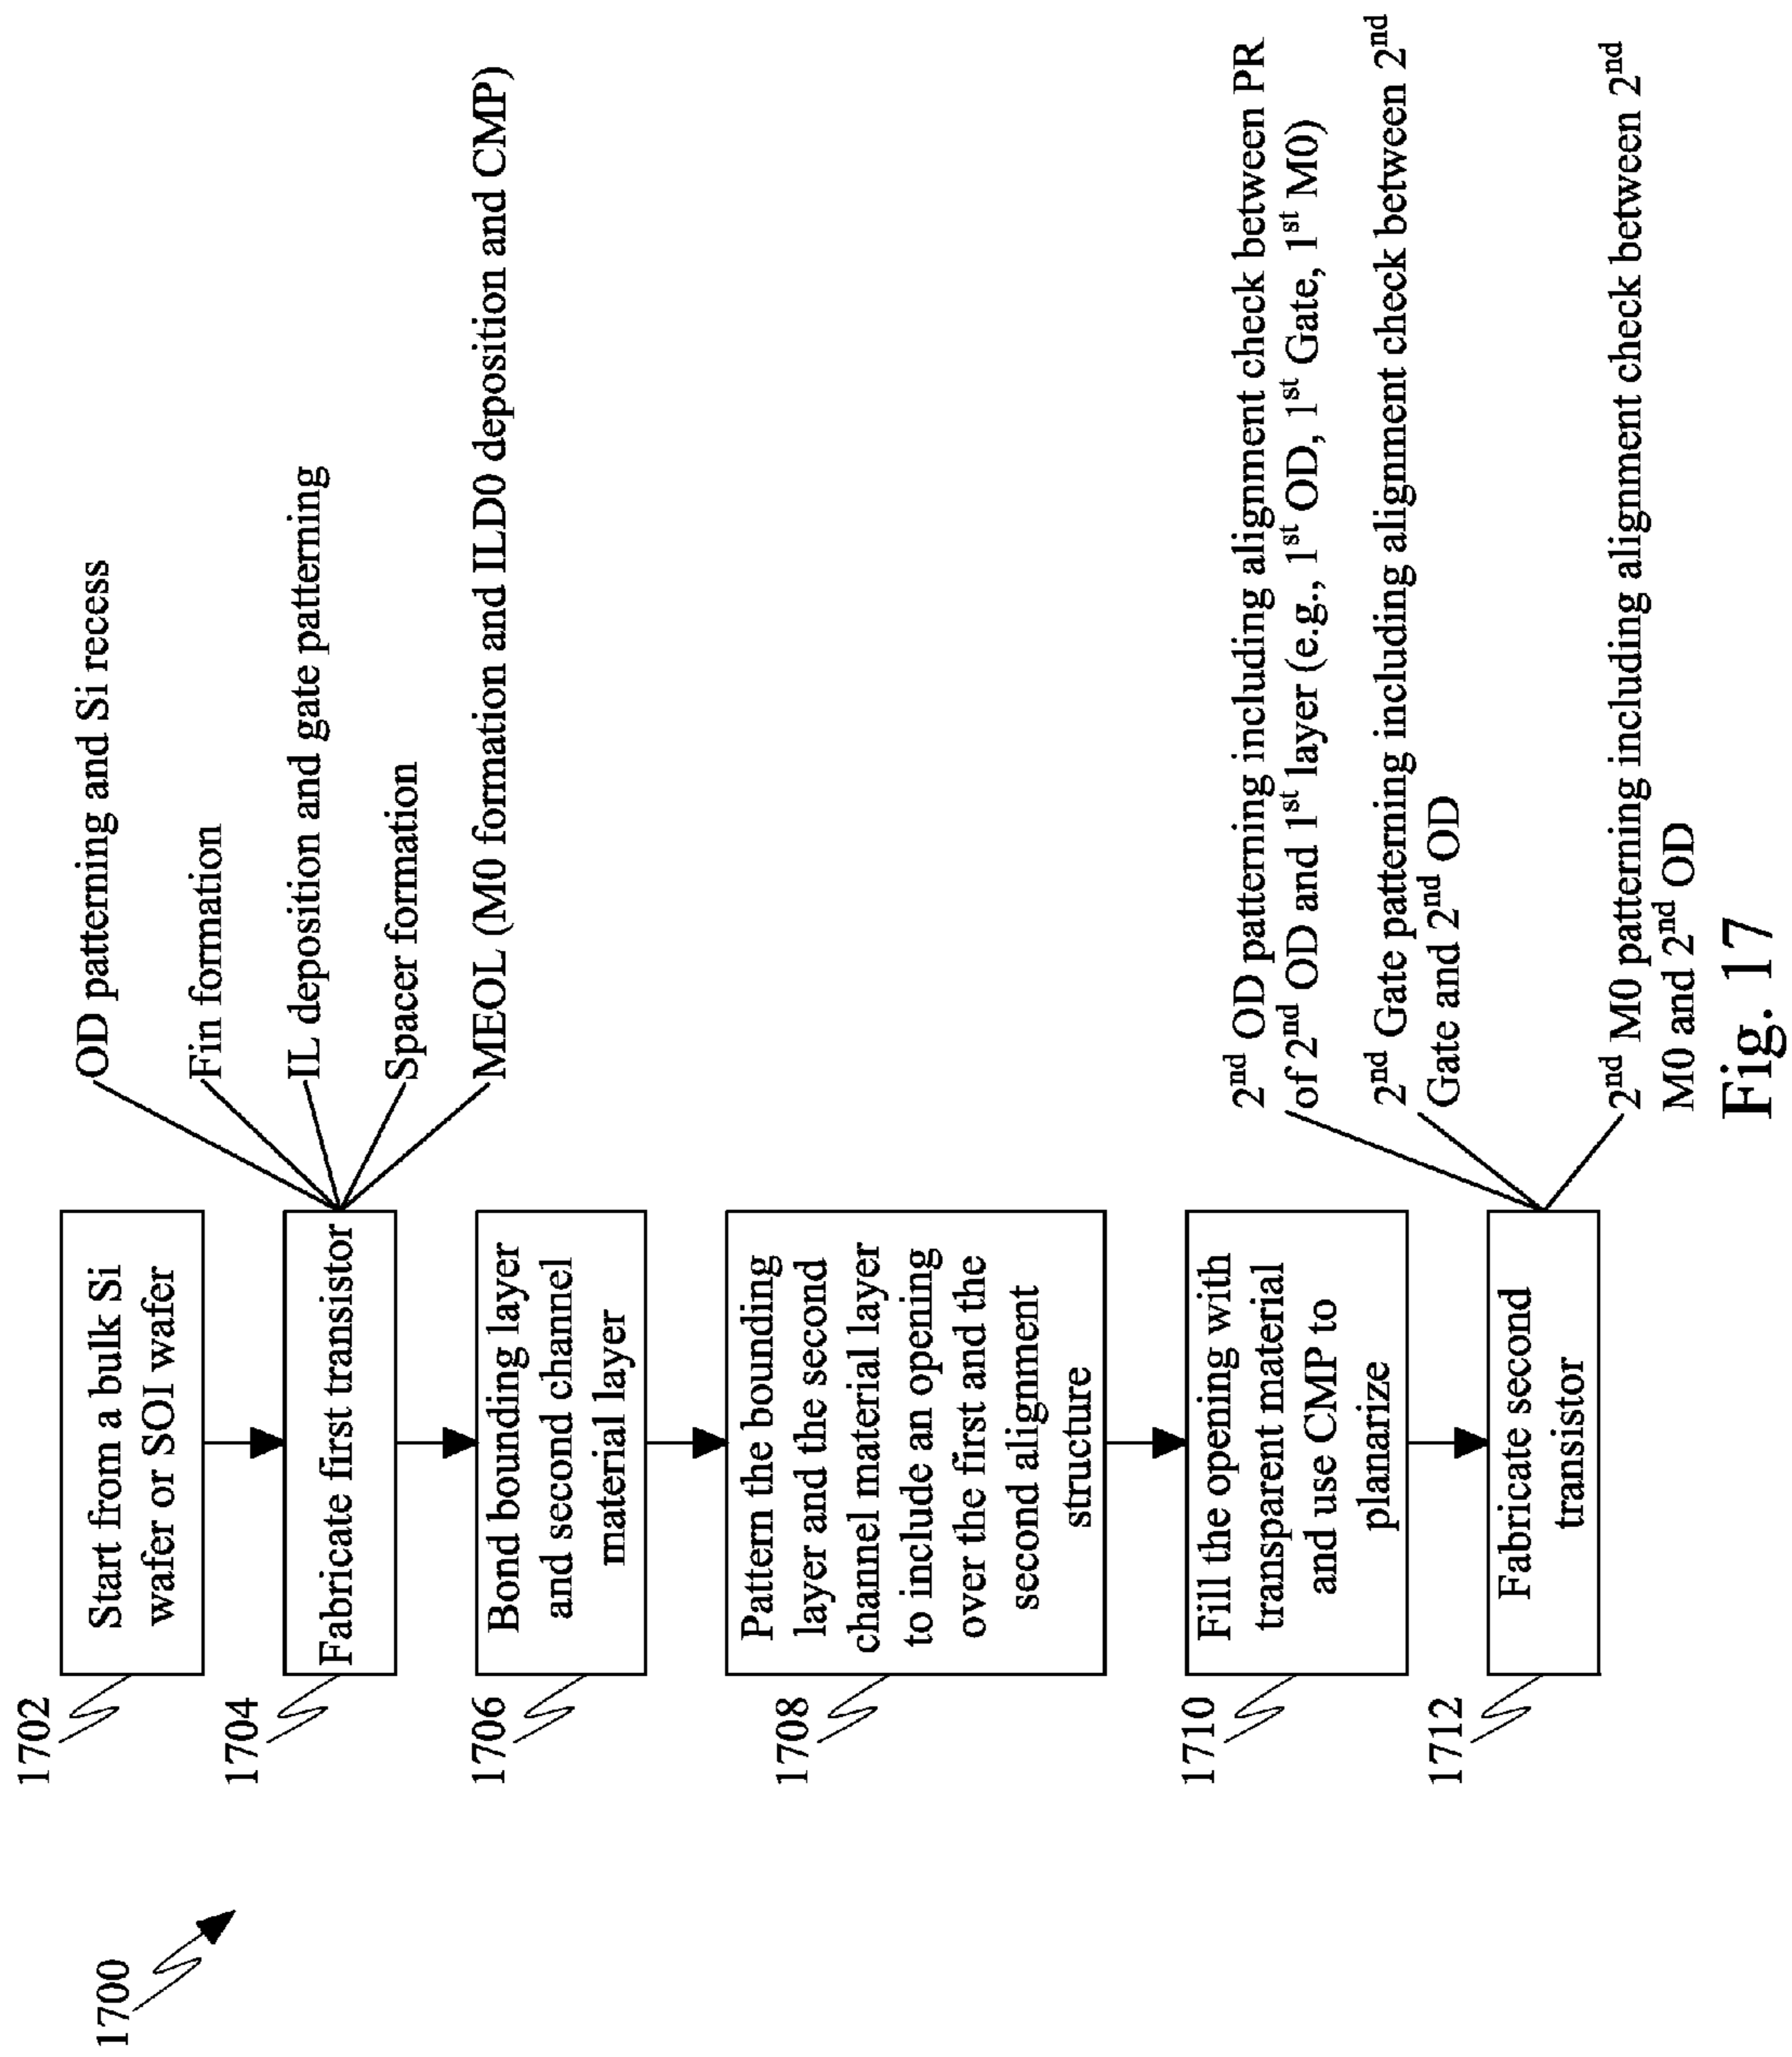 1700
1702
Start from a bulk Si
wafer or SOI wafer
1704
Fabricate first transistor
OD patterning and Si recess
Fin formation
IL deposition and gate patterning
Spacer formation
MEOL (M0 formation and ILD0 deposition and CMP)
1706
Bond bounding layer
and second channel
material layer
1708
Pattern the bounding
layer and the second
channel material layer
to include an opening
over the first and the
second alignment
structure
1710
Fill the opening with
transparent material
and use CMP to
planarize
1712
Fabricate second
transistor
2nd OD patterning including alignment check between PR
of 2nd OD and 1st layer (e.g., 1st OD, 1st Gate, 1st M0)
2nd Gate patterning including alignment check between 2nd
Gate and 2nd OD
2nd M0 patterning including alignment check between 2nd
M0 and 2nd OD
Fig. 17